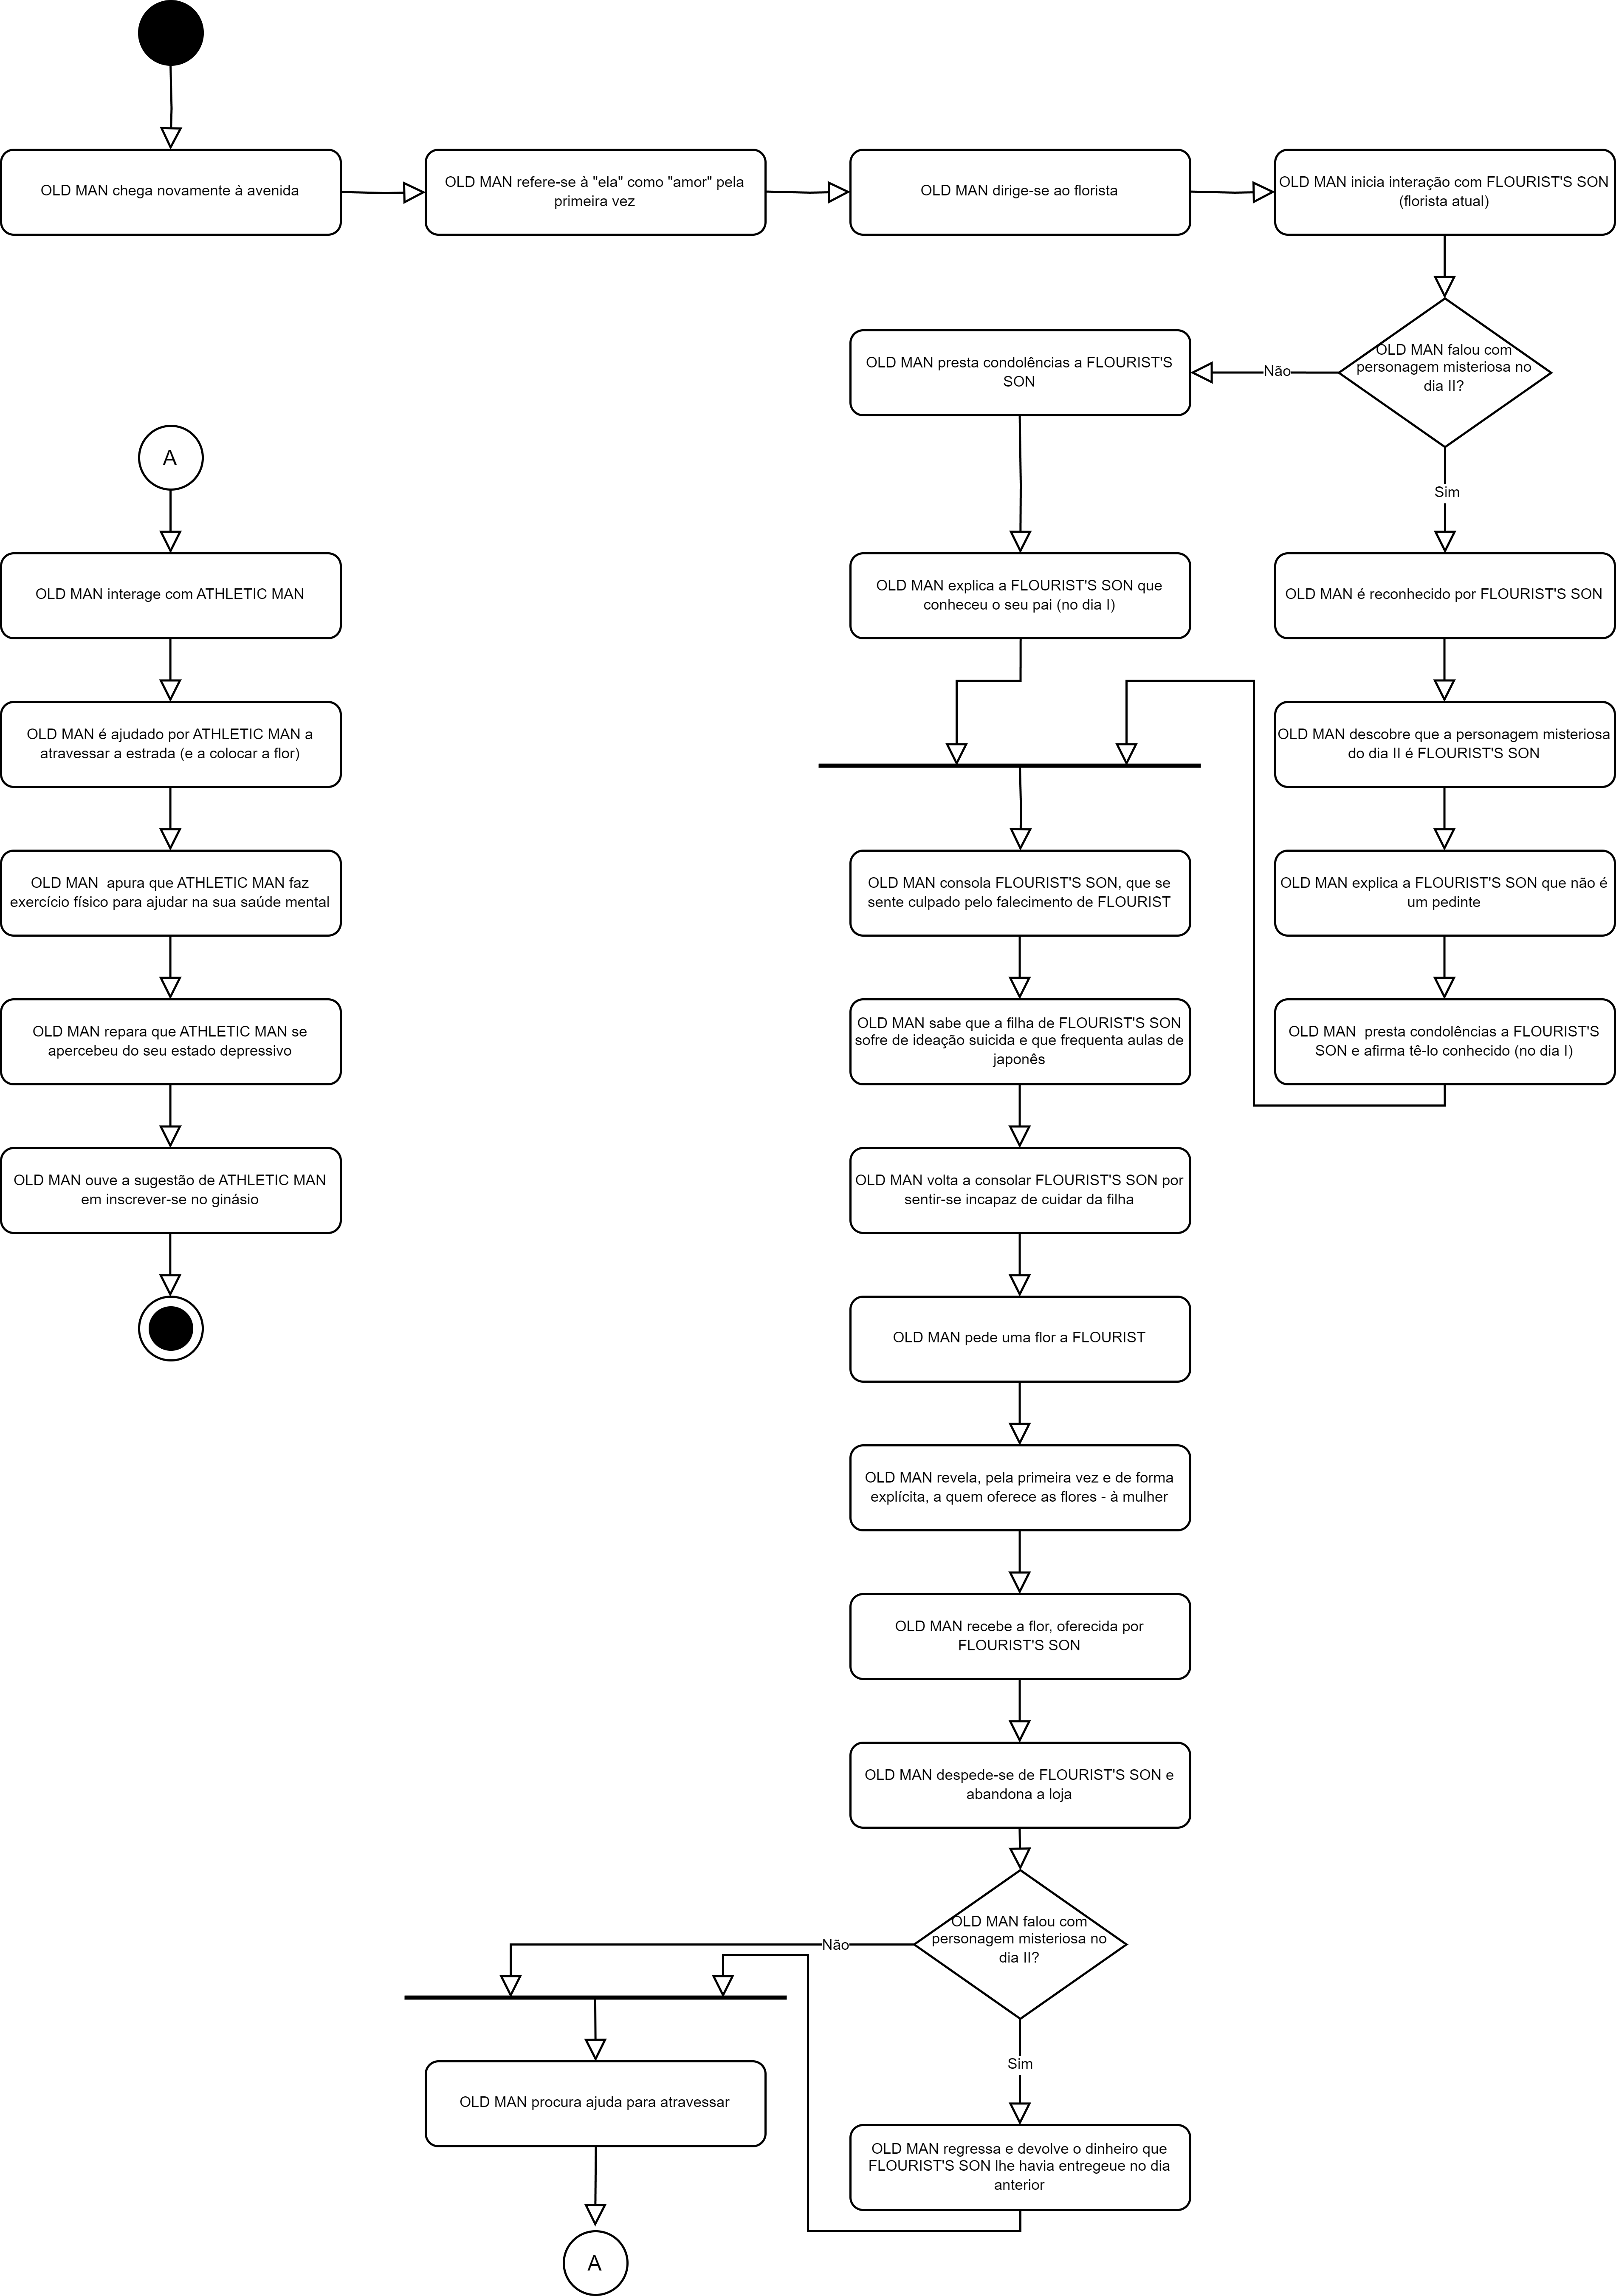 OLD MAN chega novamente à avenida
OLD MAN refere-se à "ela" como "amor" pela
primeira vez
OLD MAN dirige-se ao florista
OLD MAN inicia interação com FLOURIST'S SON
(florista atual)
OLD MAN falou com
personagem misteriosa no
dia II?
Não
OLD MAN presta condolências a FLOURIST'S
SON
OLD MAN explica a FLOURIST'S SON que
conheceu o seu pai (no dia I)
Sim
OLD MAN é reconhecido por FLOURIST'S SON
OLD MAN descobre que a personagem misteriosa
do dia II é FLOURIST'S SON
OLD MAN explica a FLOURIST'S SON que não é
um pedinte
OLD MAN  presta condolências a FLOURIST'S
SON e afirma tê-lo conhecido (no dia I)
OLD MAN consola FLOURIST'S SON, que se
sente culpado pelo falecimento de FLOURIST
OLD MAN sabe que a filha de FLOURIST'S SON
sofre de ideação suicida e que frequenta aulas de
japonês
OLD MAN volta a consolar FLOURIST'S SON por
sentir-se incapaz de cuidar da filha
OLD MAN pede uma flor a FLOURIST
OLD MAN revela, pela primeira vez e de forma
explícita, a quem oferece as flores - à mulher
OLD MAN recebe a flor, oferecida por
FLOURIST'S SON
OLD MAN despede-se de FLOURIST'S SON e
abandona a loja
OLD MAN falou com
personagem misteriosa no
dia II?
Não
Sim
OLD MAN regressa e devolve o dinheiro que
FLOURIST'S SON lhe havia entregeue no dia
anterior
OLD MAN procura ajuda para atravessar
A
A
OLD MAN interage com ATHLETIC MAN
OLD MAN é ajudado por ATHLETIC MAN a
atravessar a estrada (e a colocar a flor)
OLD MAN  apura que ATHLETIC MAN faz
exercício físico para ajudar na sua saúde mental
OLD MAN repara que ATHLETIC MAN se
apercebeu do seu estado depressivo
OLD MAN ouve a sugestão de ATHLETIC MAN
em inscrever-se no ginásio